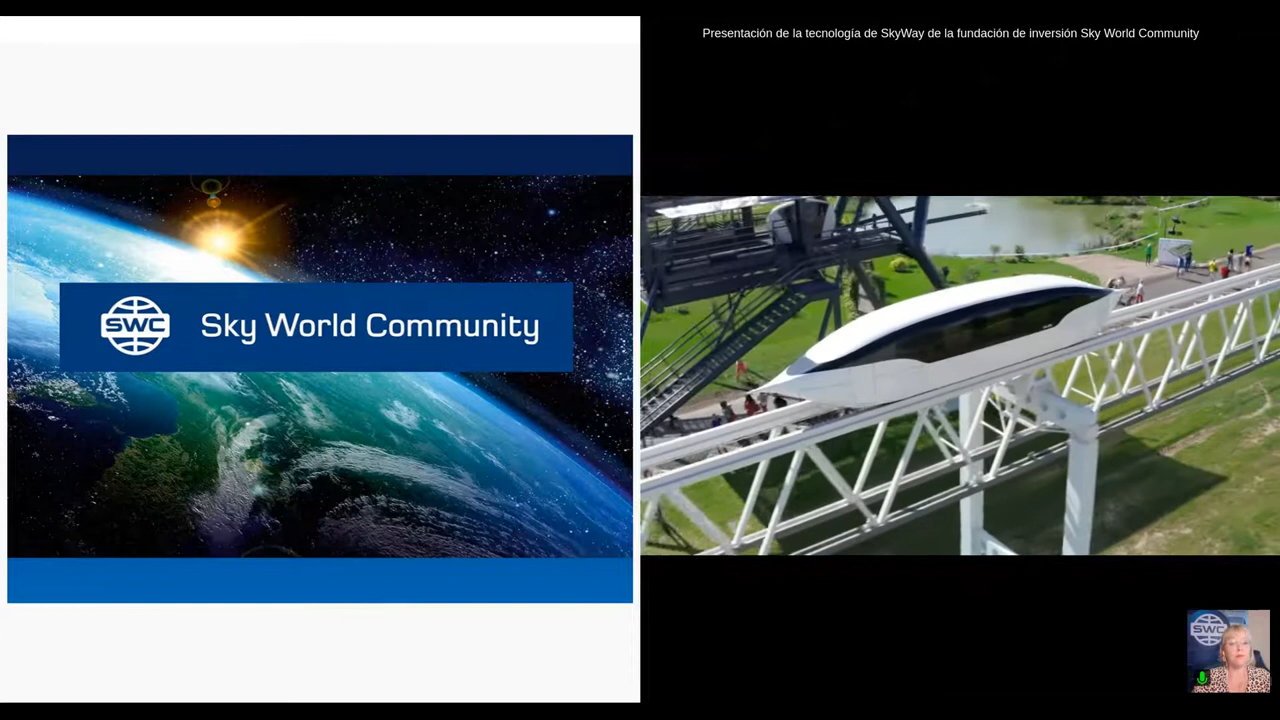 Presentación de la tecnología de SkyWay de la fundación de inversión Sky World Community
SWC
Sky World Community
SWC